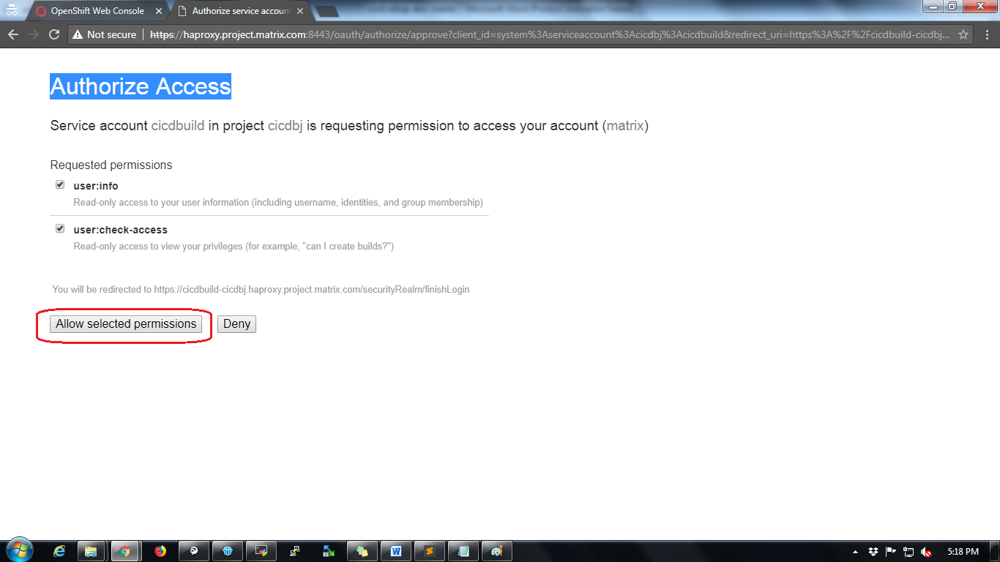 OpenShift Web Console
Authorize service account
Not secure
https://haproxy.project.matrix.com:8443/oauth/authorize/approve?client_id=system%3Aserviceaccount%3Acicdbj%3Acicdbuild&redirect_uri=https%3A%2F%2Fcicdbuild-cicdbj...
Authorize Access
Service account cicdbuild in project cicdbj is requesting permission to access your account (matrix)
Requested permissions
user:info
Read-only access to your user information (including username, identities, and group membership)
user:check-access
Read-only access to view your privileges (for example, "can I create builds?")
You will be redirected to https://cicdbuild-cicdbj.haproxy.project.matrix.com/securityRealm/finishLogin
Allow selected permissions
Deny
5:18 PM